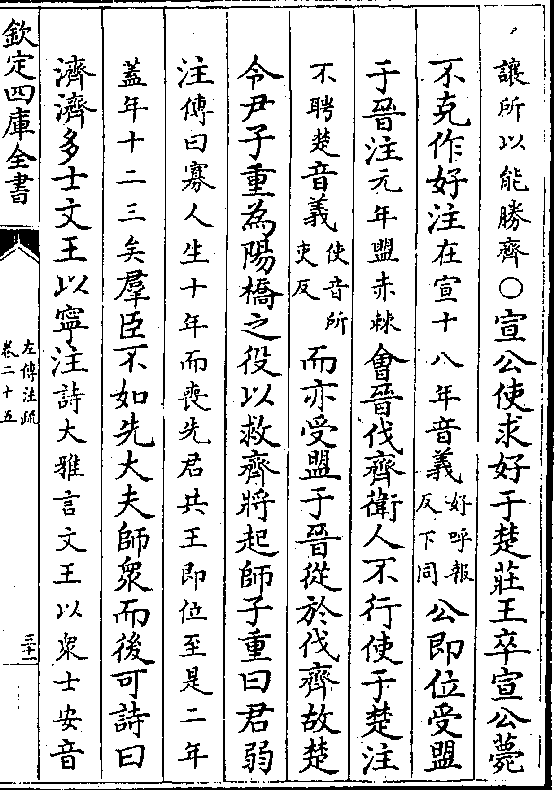 讓所以能勝齊○宣公使求好于楚莊王卒宣公薨
不克作好注在宣十八年音義好呼報反下同公即位受盟
于晉注元年盟赤棘會晉伐齊衛人不行使于楚注
不聘楚音義使音所吏反而亦受盟于晉從於伐齊故楚
令尹子重為陽橋之役以救齊將起師子重曰君弱
注傳曰寡人生十年而喪先君共王即位至是二年
蓋年十二三矣羣臣不如先大夫師衆而後可詩曰
濟濟多士文王以寧注詩大雅言文王以衆士安音
欽定四庫全書
左傳注疏
卷二十五
三十一